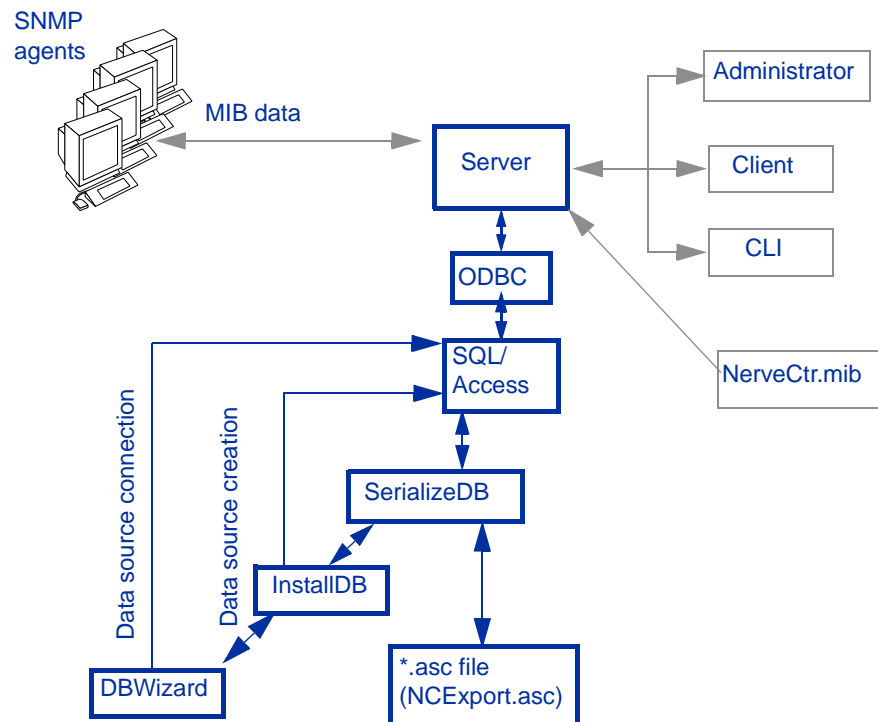 SNMP
agents
MIB data
Server
Administrator
Client
CLI
ODBC
SQL/
Access
NerveCtr.mib
Data source connection
Data source creation
SerializeDB
InstallDB
DBWizard
*.asc file
(NCExport.asc)